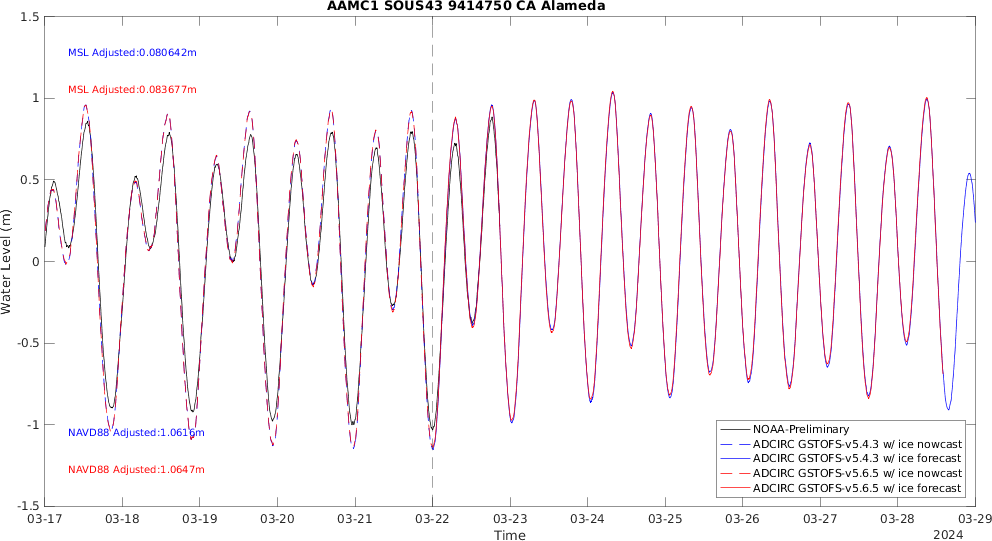 AAMC1 SOUS43 9414750 CA Alameda
1.5
1
0.5
0
-0.5
-1
-1.5
Water Level (m)
MSL Adjusted:0.080642m
MSL Adjusted:0.083677m
NAVD88 Adjusted:1.0616m
NAVD88 Adjusted:1.0647m
NOAA-Preliminary
ADCIRC GSTOFS-v5.4.3 w/ ice nowcast
ADCIRC GSTOFS-v5.4.3 w/ ice forecast
ADCIRC GSTOFS-v5.6.5 w/ ice nowcast
ADCIRC GSTOFS-v5.6.5 w/ ice forecast
03-17 03-18 03-19 03-20 03-21 03-22 03-23 03-24 03-25 03-26 03-27 03-28 03-29
Time
2024